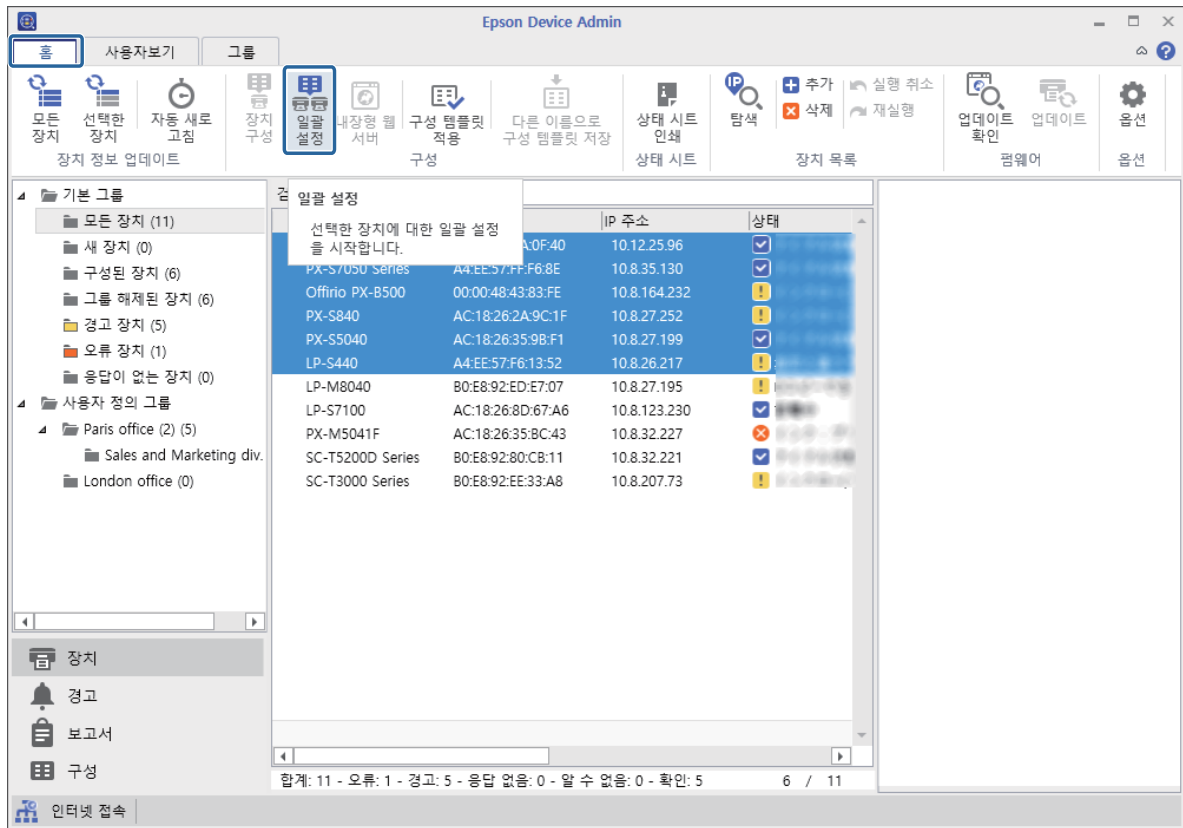 Epson Device Admin
홈 사용자보기 그룹
모든 장치
선택한 장치
자동 새로 고침
장치 구성
일괄 설정
내장형 웹 서버
구성 템플릿 적용
다른 이름으로 구성 템플릿 저장
상태 시트 인쇄
IP
탐색
추가
삭제
실행 취소
재실행
업데이트 확인
업데이트
옵션
장치 정보 업데이트 구성 상태 시트 장치 목록 펌웨어 옵션
기본 그룹
모든 장치 (11)
새 장치 (0)
구성된 장치 (6)
그룹 해제된 장치 (6)
경고 장치 (5)
오류 장치 (1)
응답이 없는 장치 (0)
사용자 정의 그룹
Paris office (2) (5)
Sales and Marketing div.
London office (0)
장치
경고
보고서
구성
일괄 설정
선택한 장치에 대한 일괄 설정
을 시작합니다.
IP 주소 상태
A:0F:40 10.12.25.96
PX-S7050 Series A4:EE:57:FF:F6:8E 10.8.35.130
Offirio PX-B500 00:00:48:43:83:FE 10.8.164.232
PX-S840 AC:18:26:2A:9C:1F 10.8.27.252
PX-S5040 AC:18:26:35:9B:F1 10.8.27.199
LP-S440 A4:EE:57:F6:13:52 10.8.26.217
LP-M8040 B0:E8:92:ED:E7:07 10.8.27.195
LP-S7100 AC:18:26:8D:67:A6 10.8.123.230
PX-M5041F AC:18:26:35:BC:43 10.8.32.227
SC-T5200D Series B0:E8:92:80:CB:11 10.8.32.221
SC-T3000 Series B0:E8:92:EE:33:A8 10.8.207.73
합계: 11 - 오류: 1 - 경고: 5 - 응답 없음: 0 - 알 수 없음: 0 - 확인: 5 6 / 11
인터넷 접속